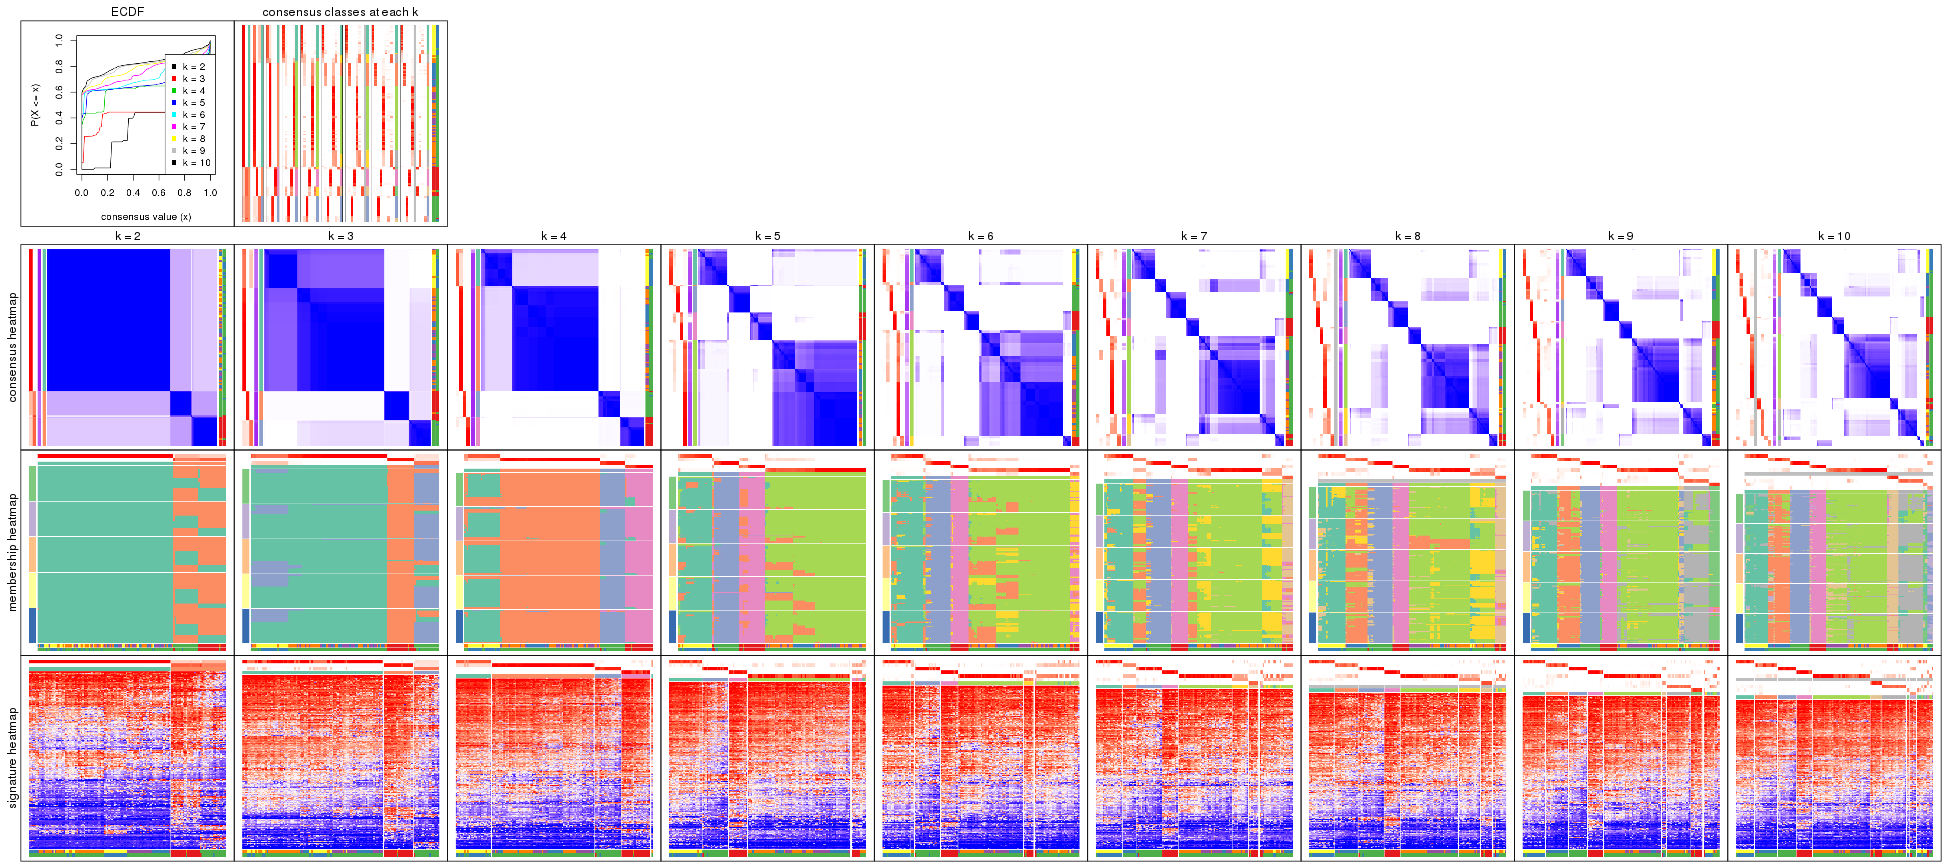 ECDF
consensus classes at each k
P(X <= x)
0.0 0.2 0.4 0.6 0.8 1.0
k = 2
k = 3
k = 4
k = 5
k = 6
k = 7
k = 8
k = 9
k = 10
0.0 0.2 0.4 0.6 0.8 1.0
consensus value (x)
k = 2 k = 3 k = 4 k = 5 k = 6 k = 7 k = 8 k = 9 k = 10
consensus heatmap
membership heatmap
signature heatmap